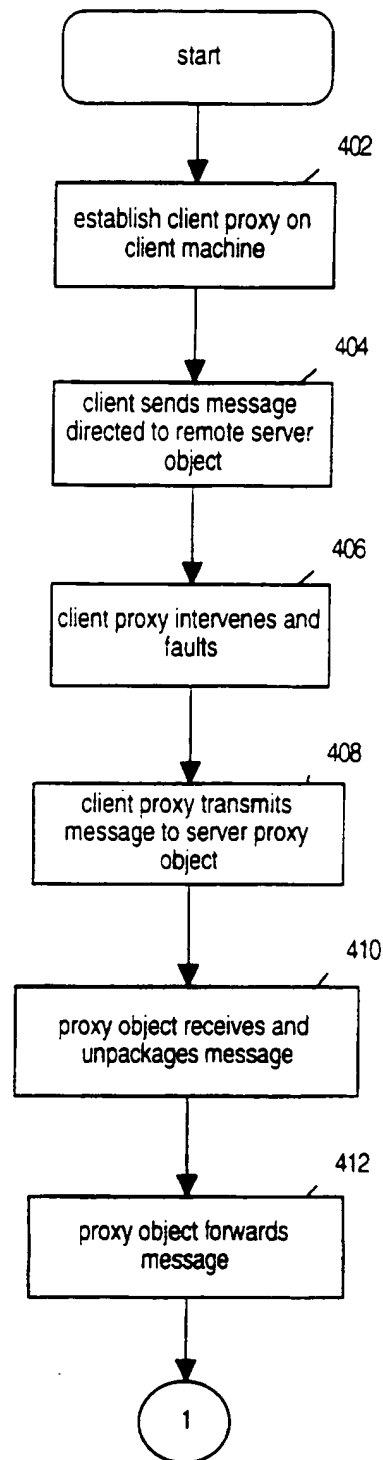 start
402
establish client proxy on
client machine
404
client sends message
directed to remote server
object
406
client proxy intervenes and
faults
408
client proxy transmits
message to server proxy
object
410
proxy object receives and
unpackages message
412
proxy object forwards
message
1